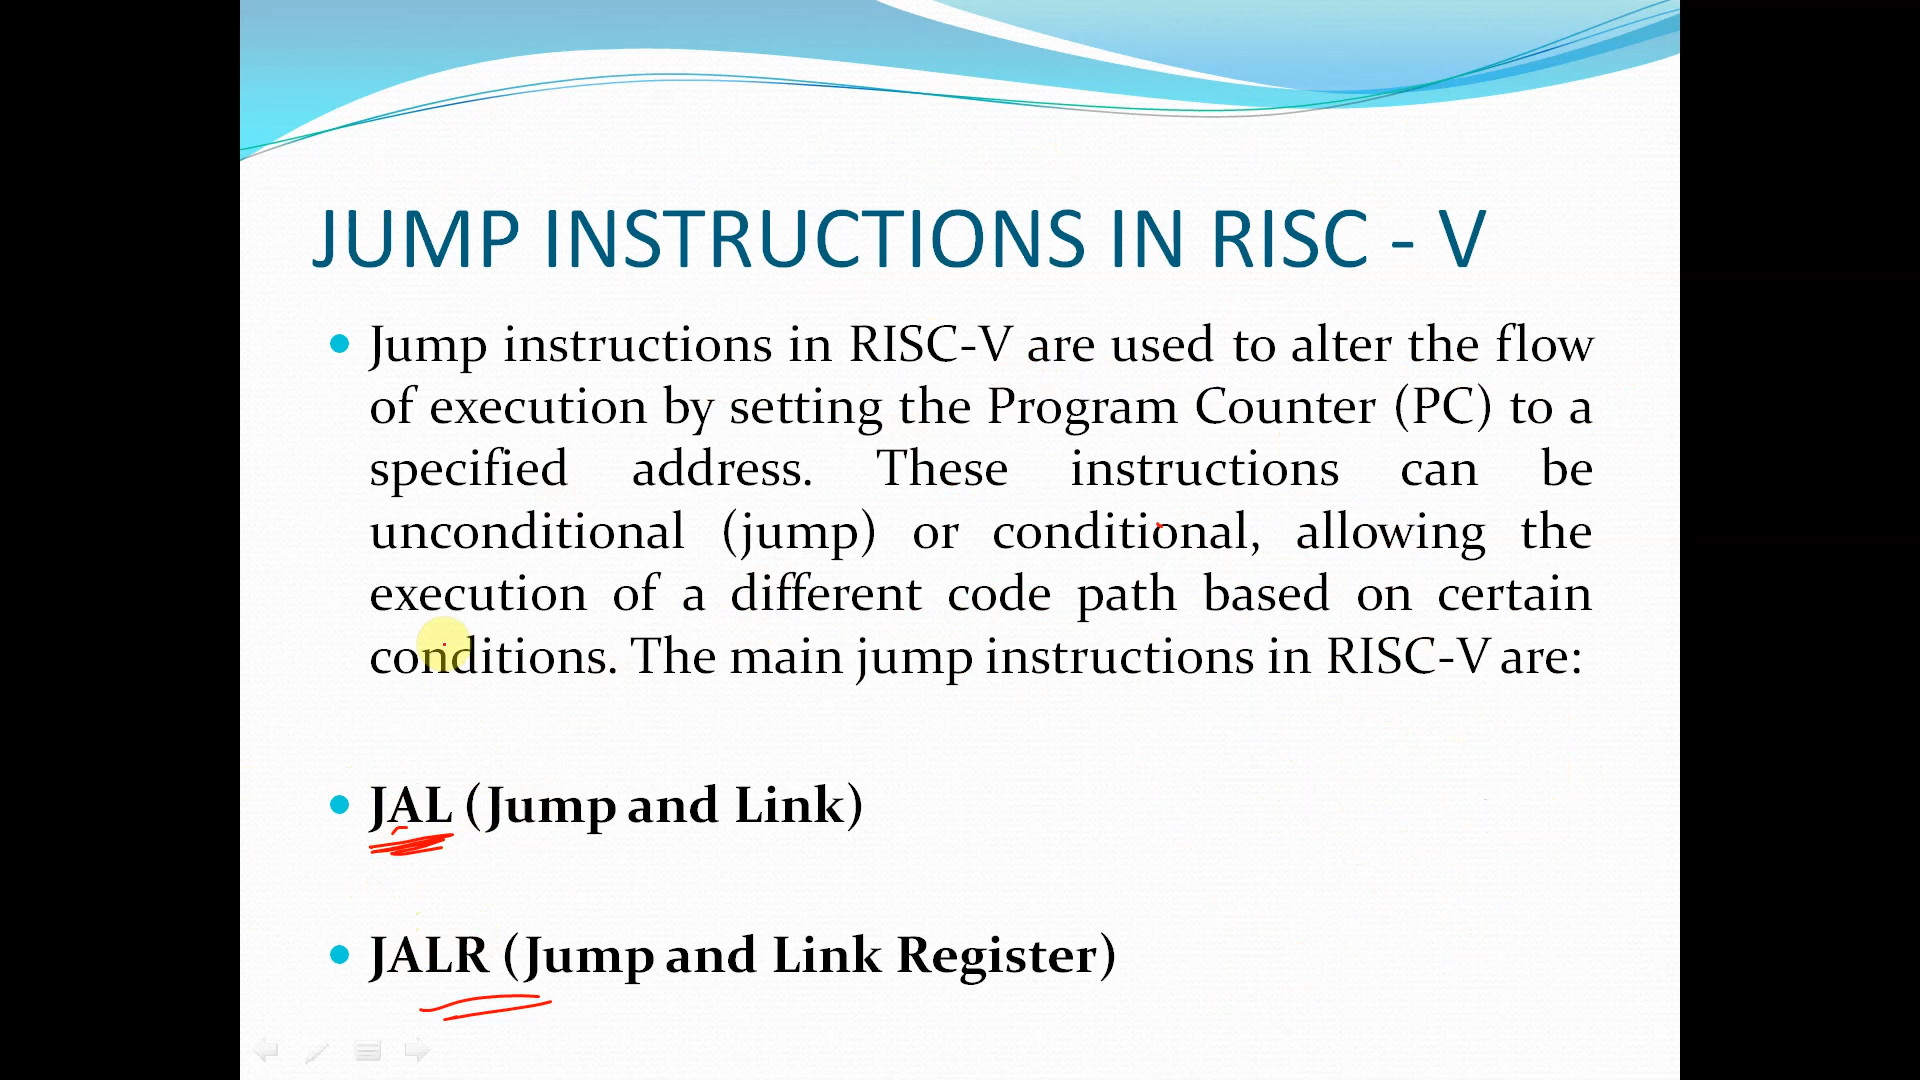 JUMP INSTRUCTIONS IN RISC - V
Jump instructions in RISC-V are used to alter the flow
of execution by setting the Program Counter (PC) to a
specified address. These instructions can be
unconditional (jump) or conditional, allowing the
execution of a different code path based on certain
conditions. The main jump instructions in RISC-V are:
JAL (Jump and Link)
JALR (Jump and Link Register)